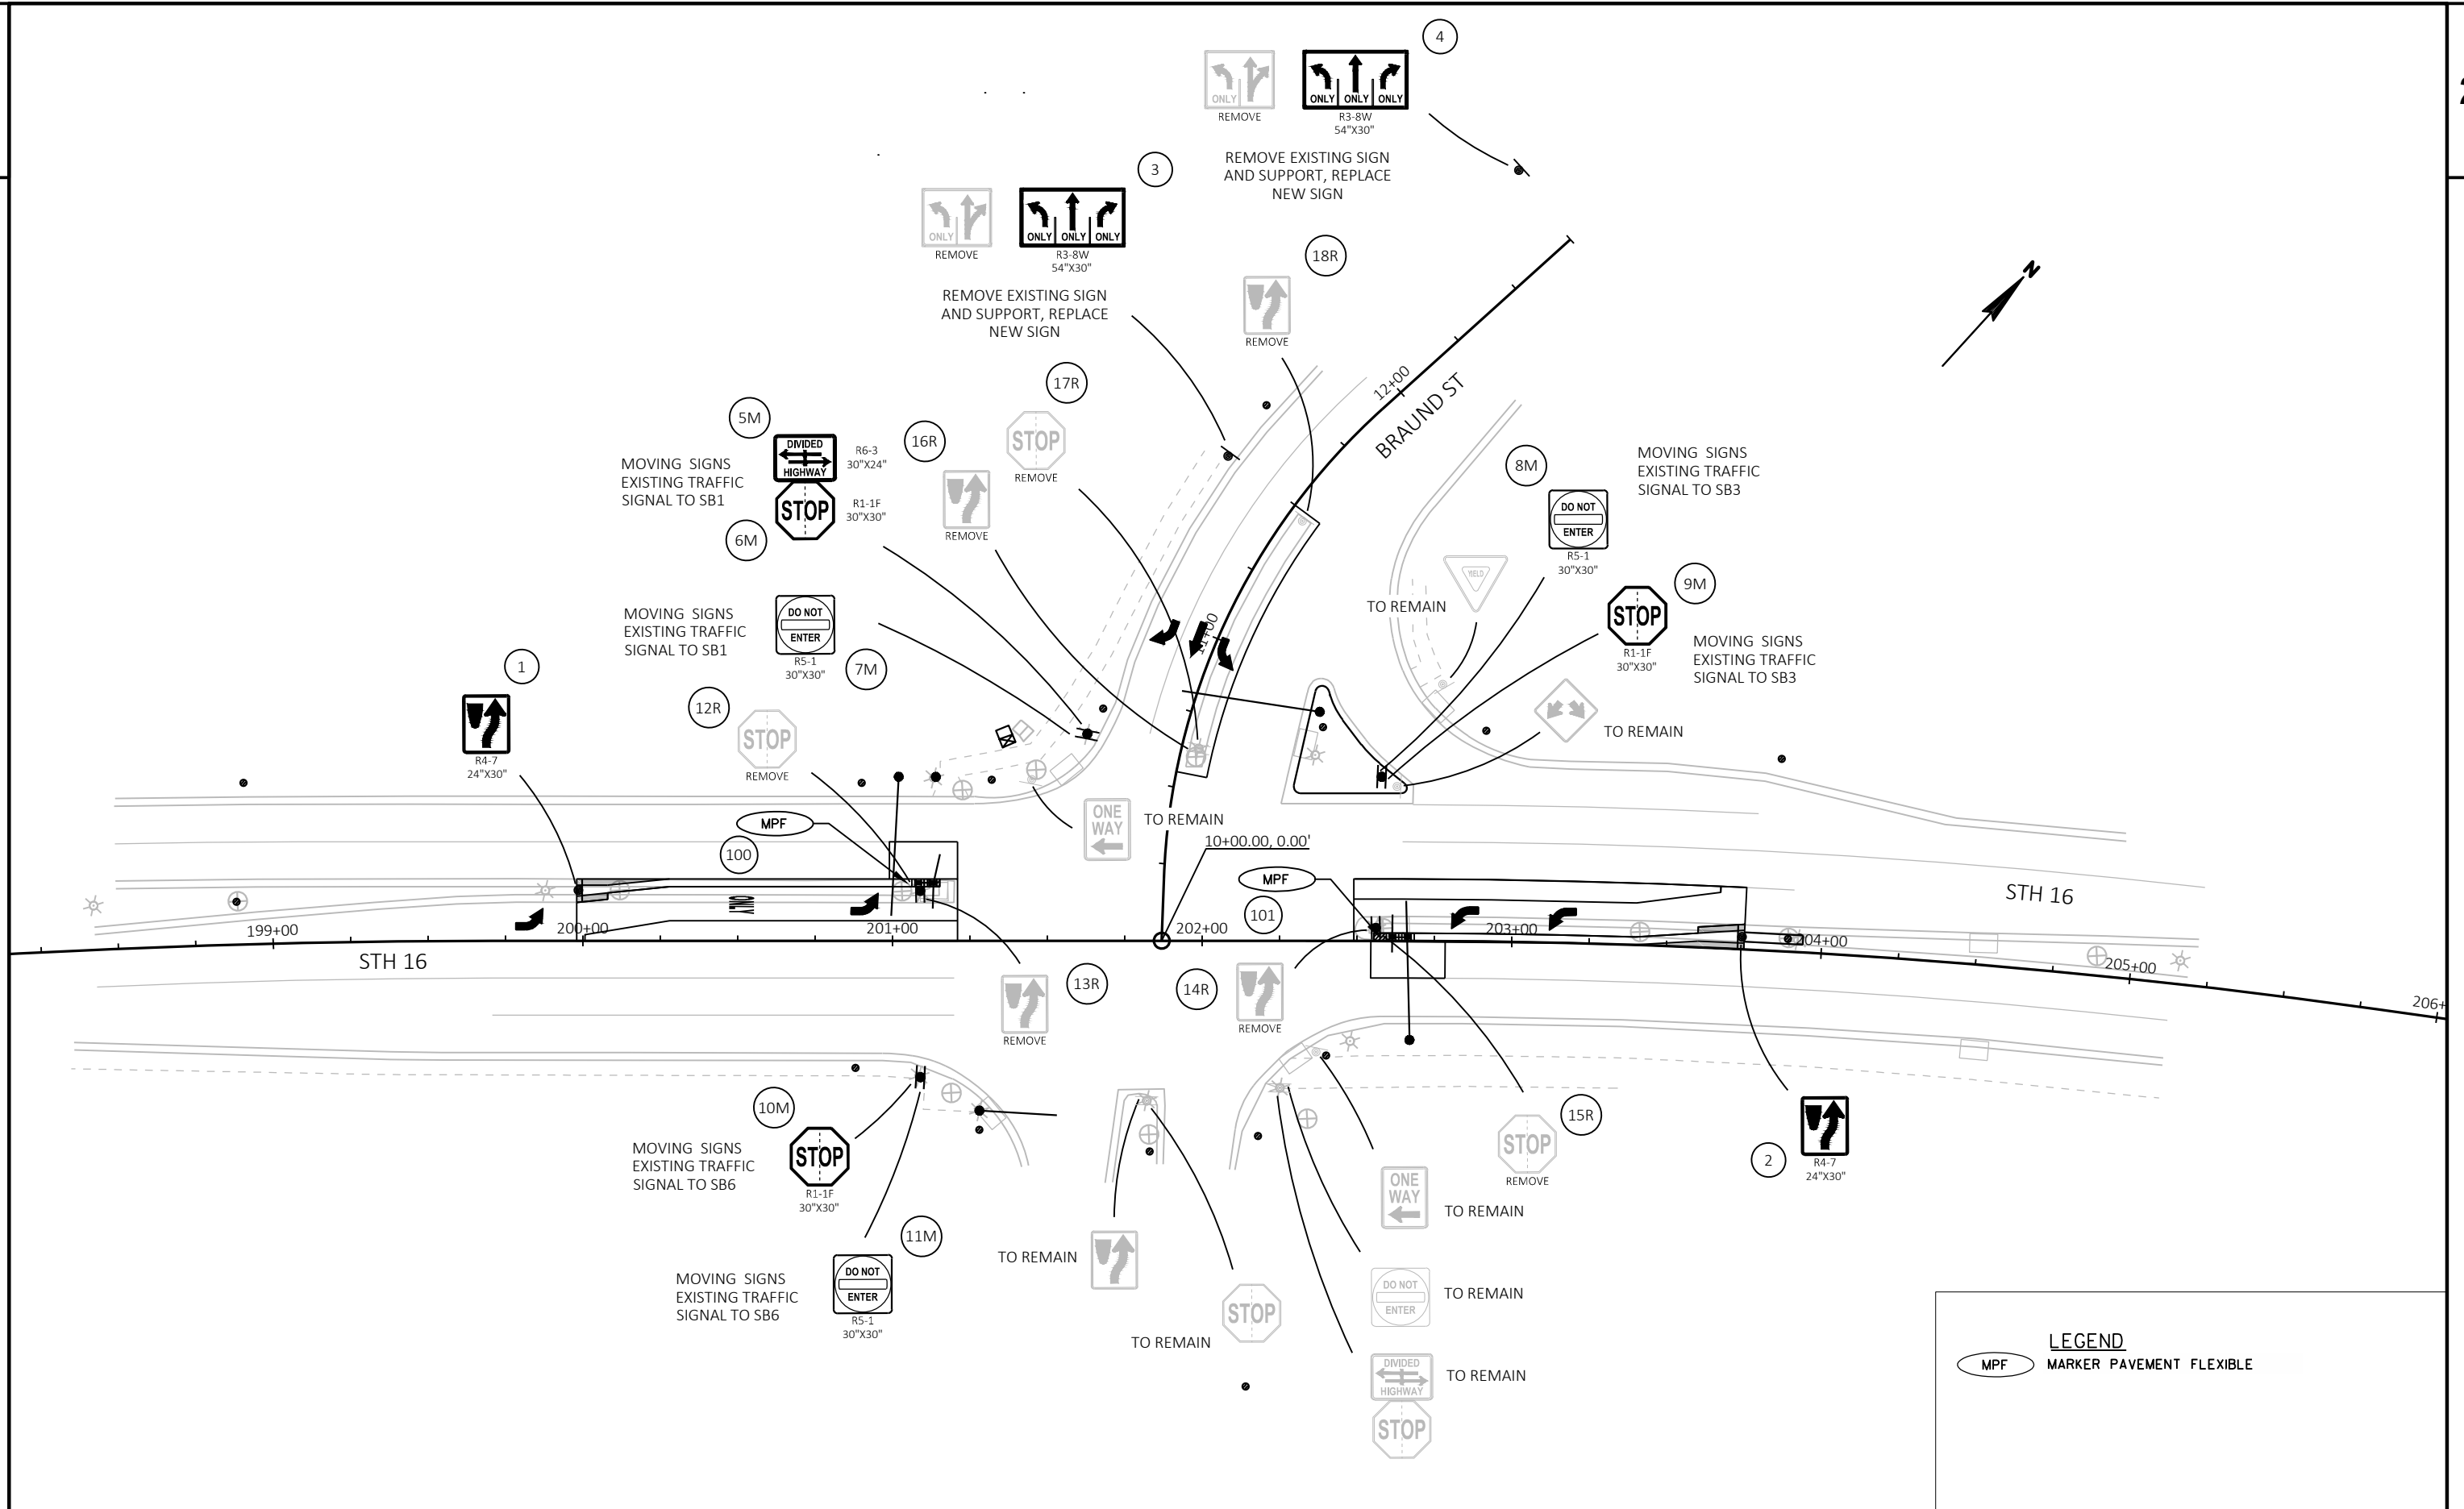 4
ONLY
ONLY ONLY ONLY
REMOVE
R3-8W
54"X30"
REMOVE EXISTING SIGN
AND SUPPORT, REPLACE
NEW SIGN
3
ONLY
ONLY ONLY ONLY
REMOVE
R3-8W
54"X30"
REMOVE EXISTING SIGN
AND SUPPORT, REPLACE
NEW SIGN
18R
REMOVE
N
17R
STOP
REMOVE
12+00
BRAUND ST
5M
DIVIDED
HIGHWAY
R6-3
30"X24"
MOVING SIGNS
EXISTING TRAFFIC
SIGNAL TO SB1
STOP
R1-1F
30"X30"
6M
16R
REMOVE
8M
DO NOT
ENTER
R5-1
30"X30"
MOVING SIGNS
EXISTING TRAFFIC
SIGNAL TO SB3
YIELD
TO REMAIN
9M
STOP
R1-1F
30"X30"
MOVING SIGNS
EXISTING TRAFFIC
SIGNAL TO SB3
TO REMAIN
MOVING SIGNS
EXISTING TRAFFIC
SIGNAL TO SB1
DO NOT
ENTER
R5-1
30"X30"
7M
11+00
1
R4-7
24"X30"
12R
STOP
REMOVE
MPF
100
ONE
WAY
TO REMAIN
10+00.00, 0.00'
MPF
101
ONLY
STH 16
199+00
200+00
201+00
202+00
203+00
204+00
205+00
206+
STH 16
13R
REMOVE
14R
REMOVE
10M
STOP
R1-1F
30"X30"
MOVING SIGNS
EXISTING TRAFFIC
SIGNAL TO SB6
11M
DO NOT
ENTER
R5-1
30"X30"
MOVING SIGNS
EXISTING TRAFFIC
SIGNAL TO SB6
TO REMAIN
STOP
TO REMAIN
ONE
WAY
TO REMAIN
DO NOT
ENTER
TO REMAIN
DIVIDED
HIGHWAY
TO REMAIN
STOP
15R
STOP
REMOVE
2
R4-7
24"X30"
LEGEND
MPF MARKER PAVEMENT FLEXIBLE